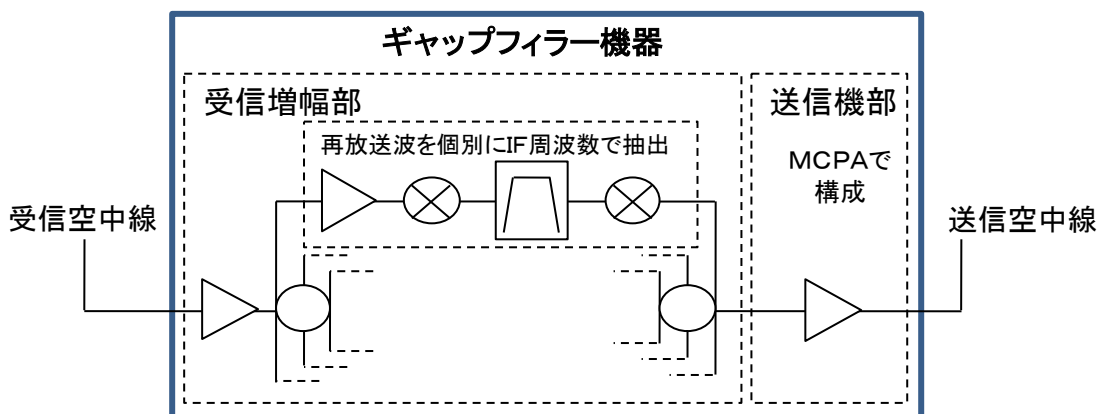 ギャップフィラー機器
受信増幅部
送信機部
再放送波を個別にIF周波数で抽出
MCPAで
構成
受信空中線
送信空中線